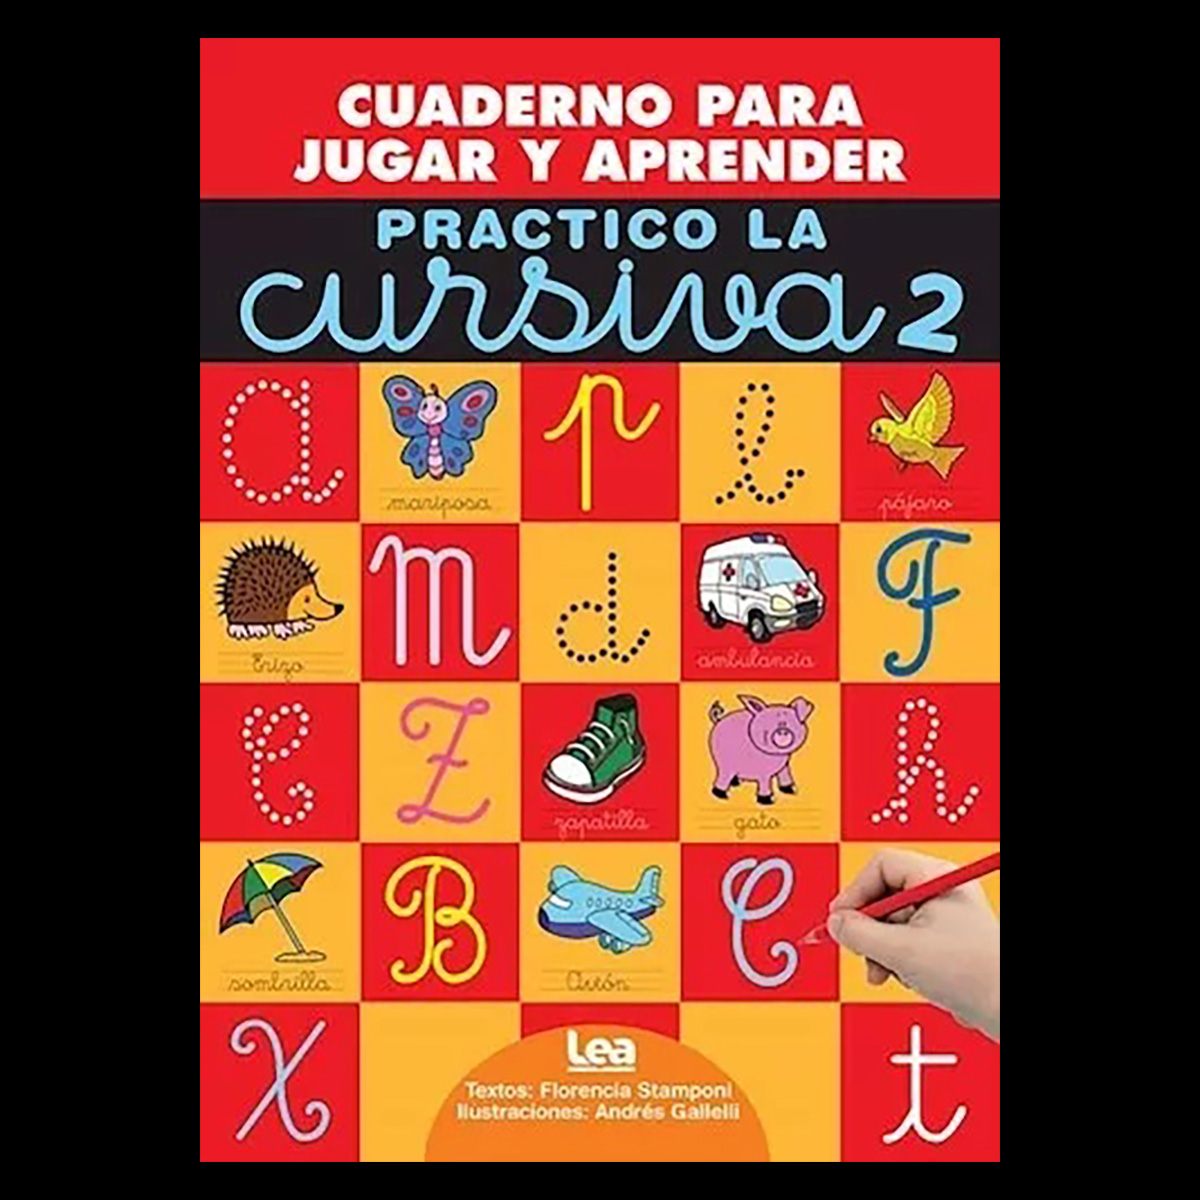 CUADERNO PARA
JUGAR Y APRENDER
PRACTICO LA
cursiva 2
a
mariposa
p
l
pájaro
Erizo
M
d
ambulancia
F
e
Z
zapatilla
gato
h
sombrilla
B
Avión
C
X
t
Lea
Textos: Florencia Stamponi
Ilustraciones: Andrés Gallelli